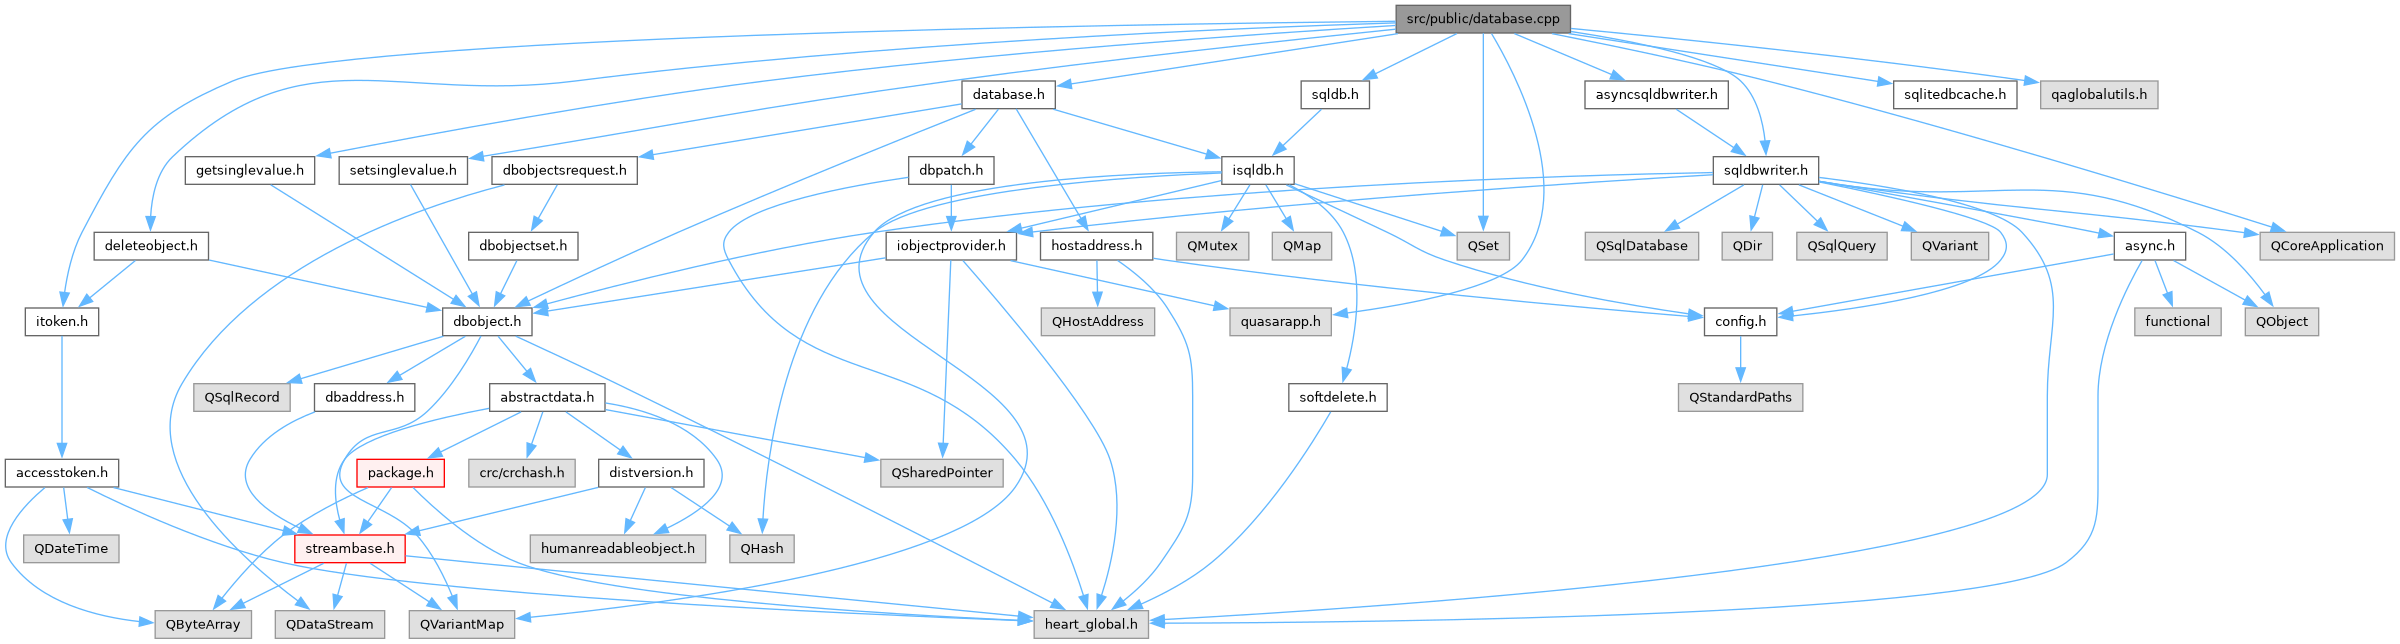 src/public/database.cpp
database.h
sqldb.h
asyncsqldbwriter.h
sqlitedbcache.h
qaglobalutils.h
getsinglevalue.h
setsinglevalue.h
dbobjectsrequest.h
dbpatch.h
isqldb.h
sqldbwriter.h
deleteobject.h
dbobjectset.h
iobjectprovider.h
hostaddress.h
QMutex
QMap
QSet
QSqlDatabase
QDir
QSqlQuery
QVariant
async.h
QCoreApplication
itoken.h
dbobject.h
QHostAddress
quasarapp.h
config.h
functional
QObject
QSqlRecord
dbaddress.h
abstractdata.h
softdelete.h
QStandardPaths
accesstoken.h
package.h
crc/crchash.h
distversion.h
QSharedPointer
QDateTime
streambase.h
humanreadableobject.h
QHash
QByteArray
QDataStream
QVariantMap
heart_global.h